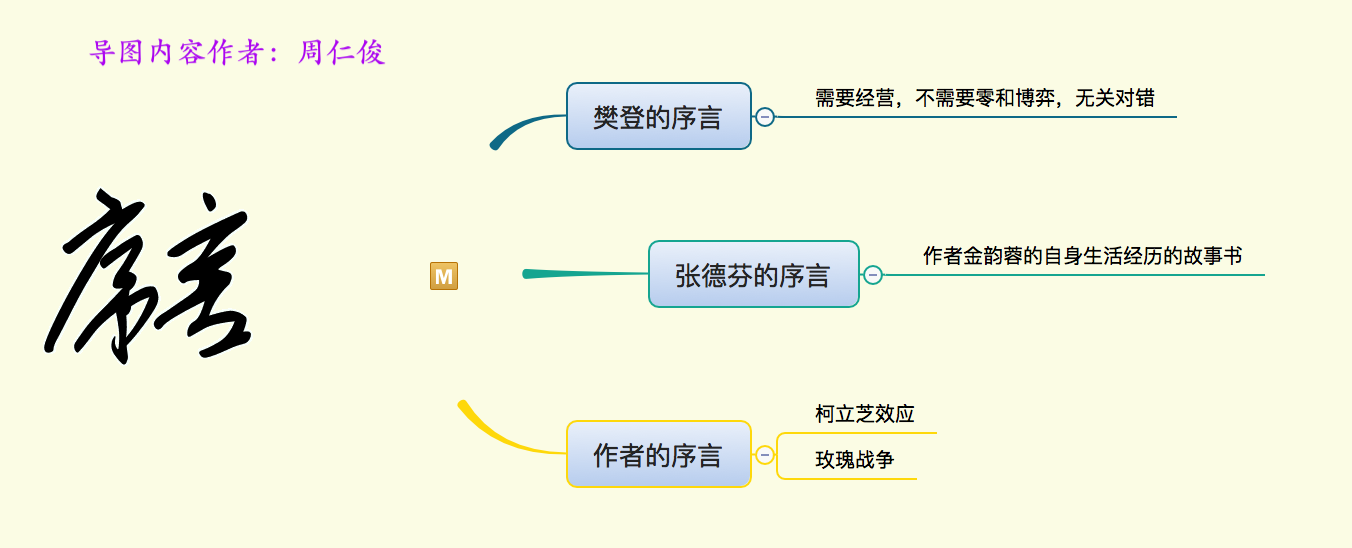 导图内容作者：周仁俊
序言
M
樊登的序言
需要经营，不需要零和博弈，无关对错
张德芬的序言
作者金韵蓉的自身生活经历的故事书
作者的序言
柯立芝效应
玫瑰战争